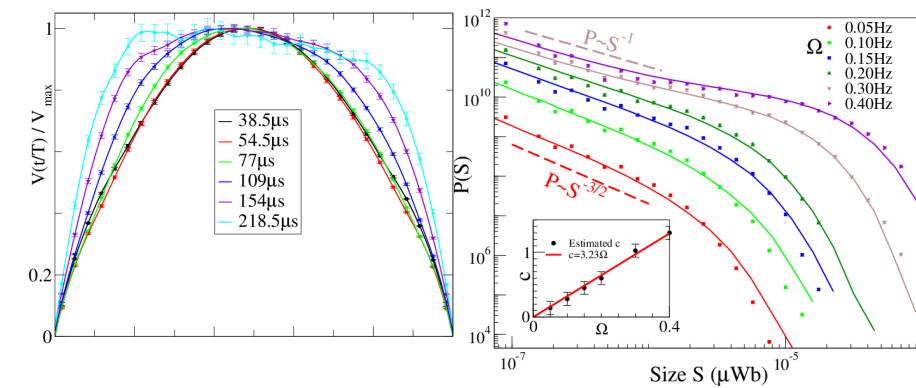 1
0.2
0
V(t/T) / V_max
38.5μs
54.5μs
77μs
109μs
154μs
218.5μs
10^12
10^10
10^8
10^6
10^4
P(S)
P~S^-1
P~S^-3/2
Ω
0.05Hz
0.10Hz
0.15Hz
0.20Hz
0.30Hz
0.40Hz
Estimated c
c=3.23Ω
1
0
c
0
Ω
0.4
10^-7
10^-5
Size S (μWb)